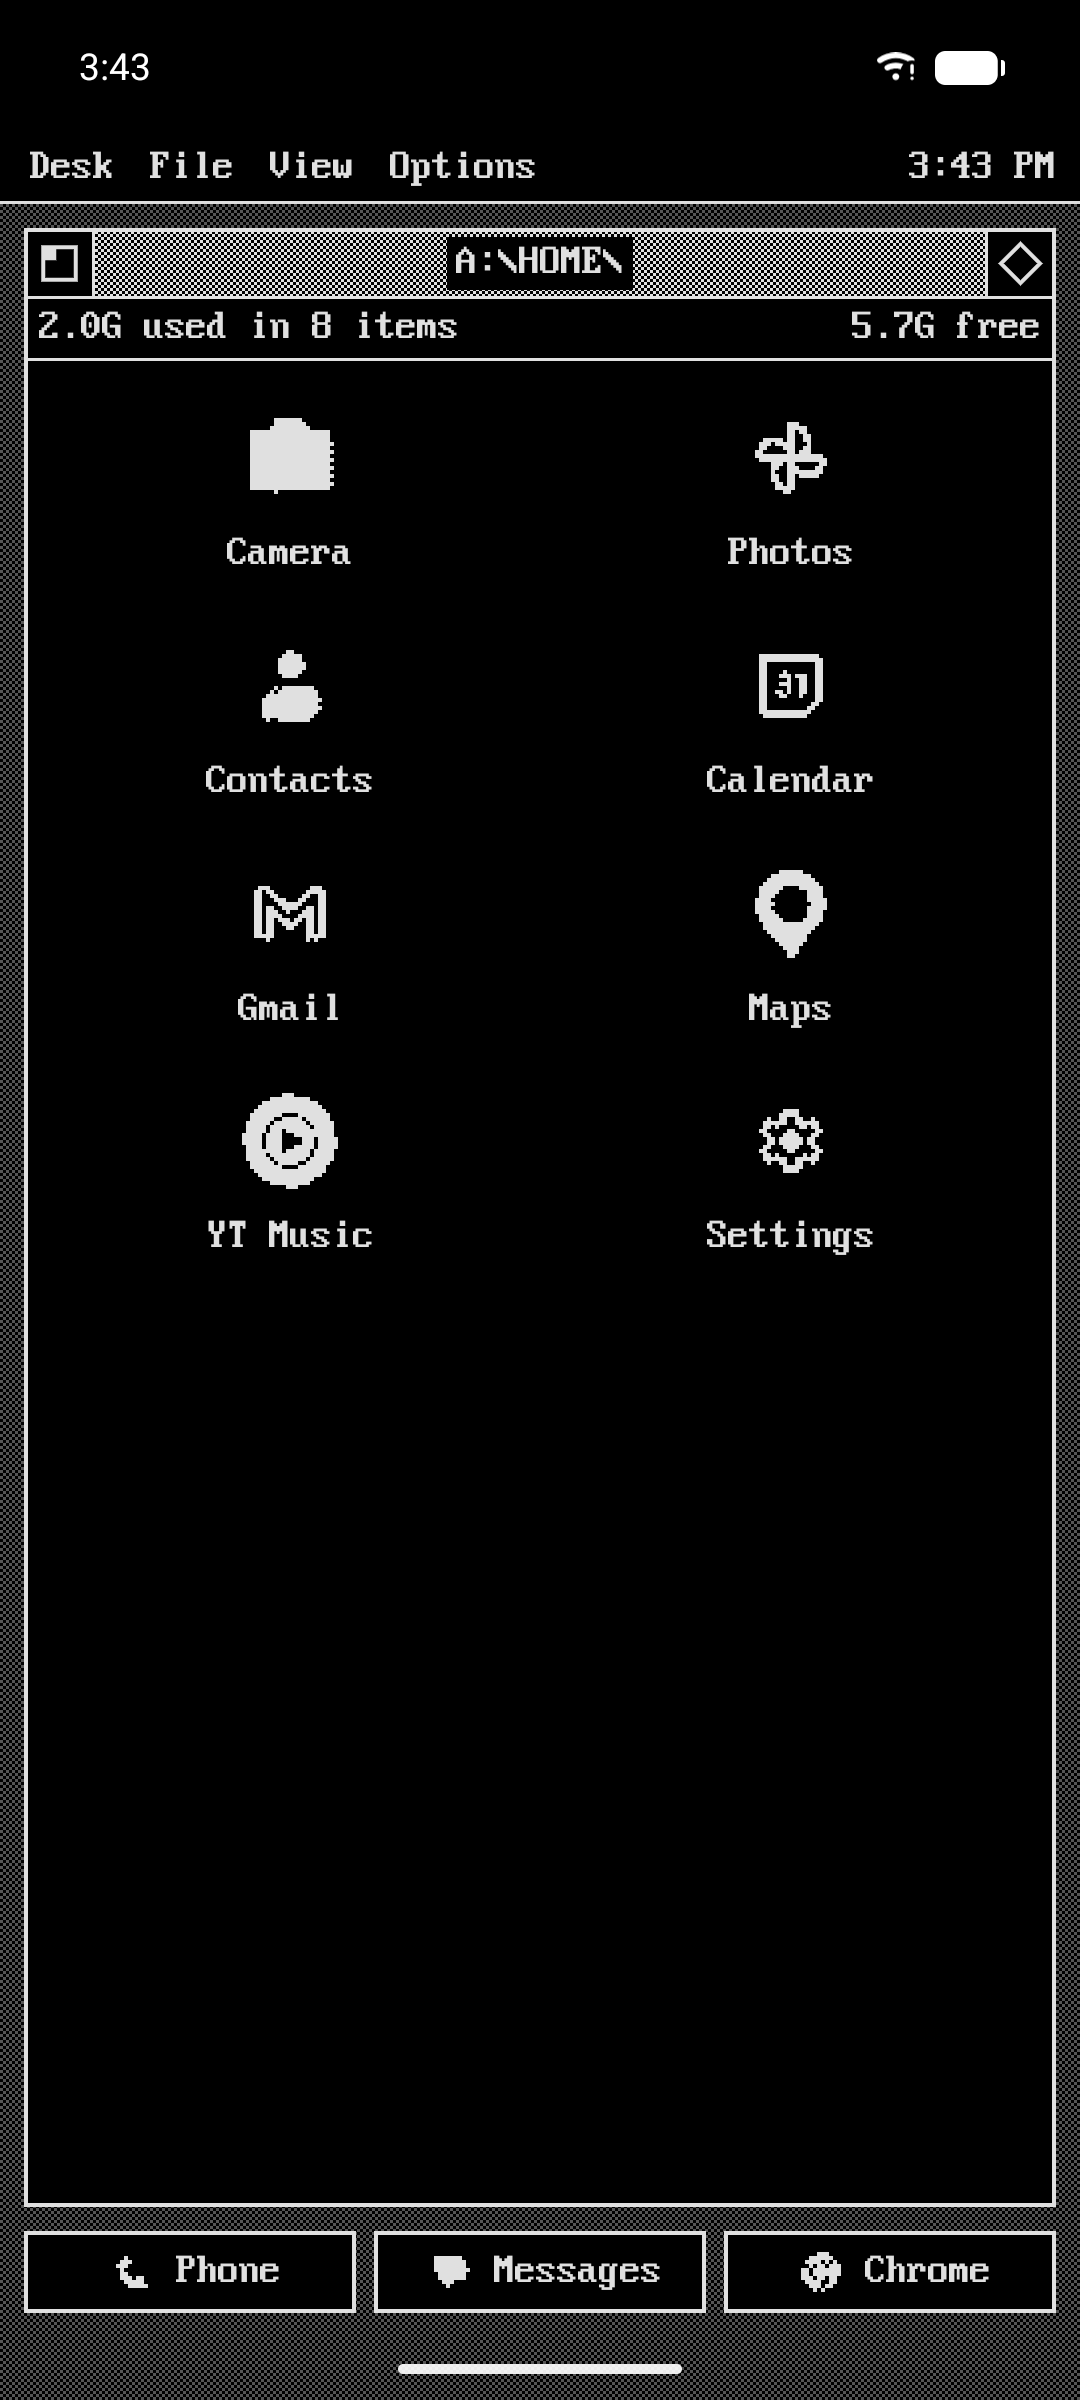 3:43
Desk File View Options 3:43 PM
A:\HOME\
2.0G used in 8 items 5.7G free
Camera Photos
31
Contacts Calendar
Gmail Maps
YT Music Settings
Phone Messages Chrome